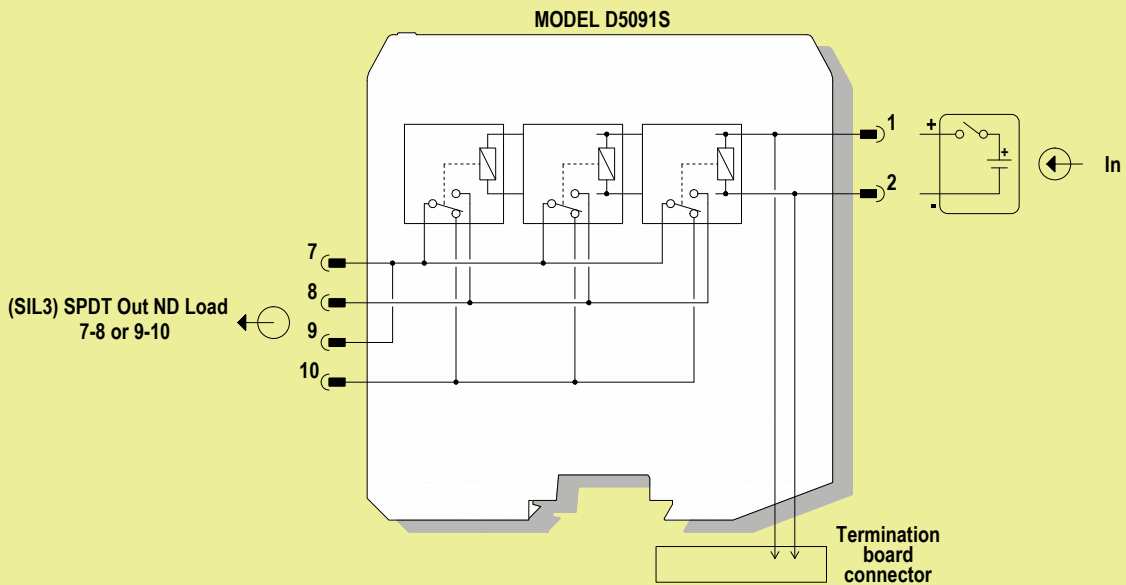 MODEL D5091S
1
+
+
In
2
-
7
8
(SIL3) SPDT Out ND Load
7-8 or 9-10
9
10
Termination
board
connector